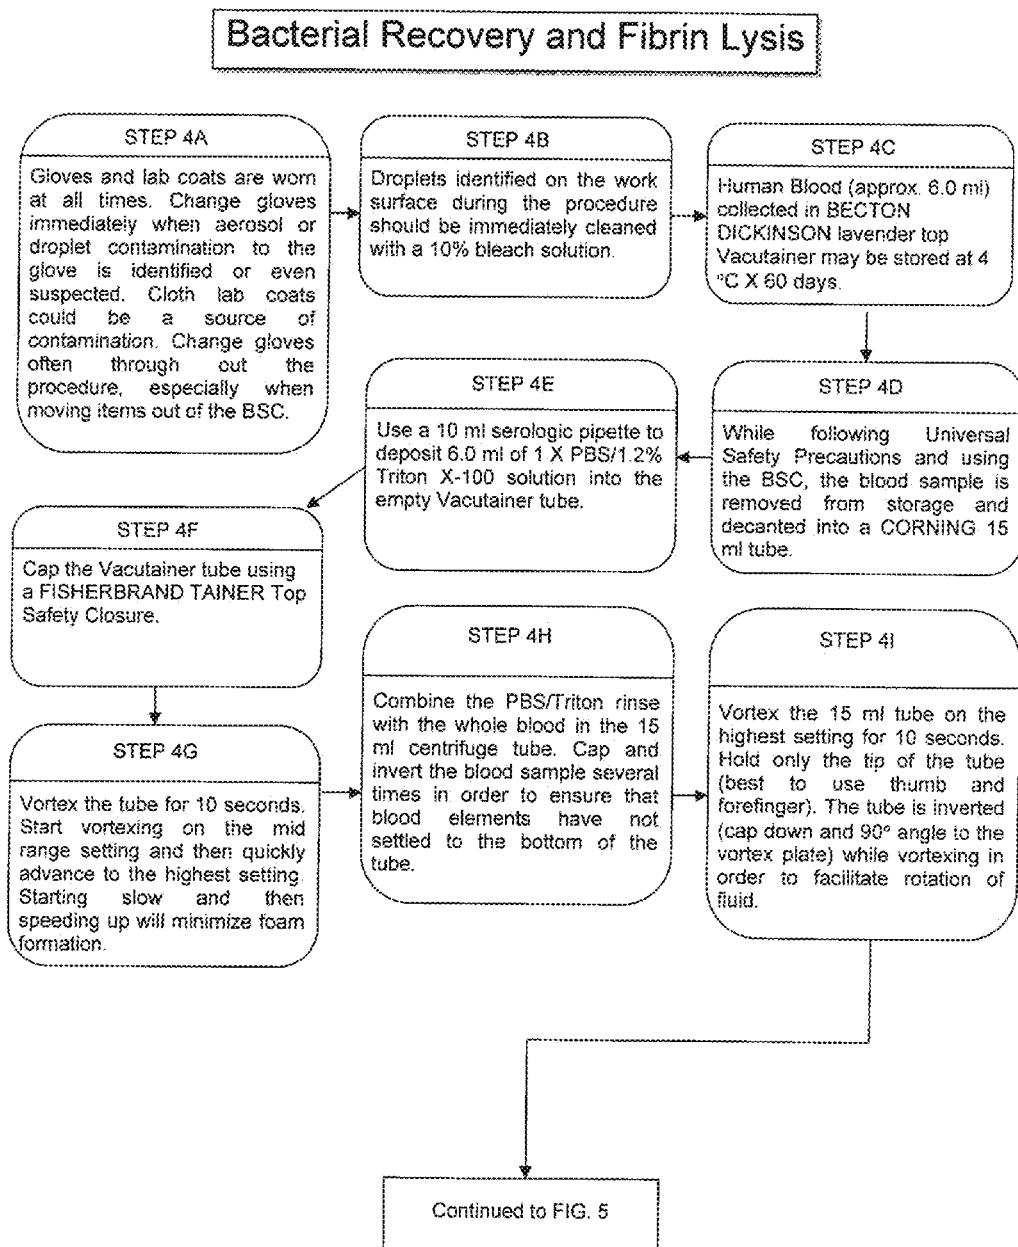 Bacterial Recovery and Fibrin Lysis
STEP 4A
Gloves and lab coats are worn
at all times. Change gloves
immediately when aerosol or
droplet contamination to the
glove is identified or even
suspected. Cloth lab coats
could be a source of
contamination. Change gloves
often through out the
procedure, especially when
moving items out of the BSC.
STEP 4B
Droplets identified on the work
surface during the procedure
should be immediately cleaned
with a 10% bleach solution.
STEP 4C
Human Blood (approx. 6.0 ml)
collected in BECTON
DICKINSON lavender top
Vacutainer may be stored at 4
°C X 60 days.
STEP 4D
While following Universal
Safety Precautions and using
the BSC, the blood sample is
removed from storage and
decanted into a CORNING 15
ml tube.
STEP 4E
Use a 10 ml serologic pipette to
deposit 6.0 ml of 1 X PBS/1.2%
Triton X-100 solution into the
empty Vacutainer tube.
STEP 4F
Cap the Vacutainer tube using
a FISHERBRAND TAINER Top
Safety Closure.
STEP 4G
Vortex the tube for 10 seconds.
Start vortexing on the mid
range setting and then quickly
advance to the highest setting.
Starting slow and then
speeding up will minimize foam
formation.
STEP 4H
Combine the PBS/Triton rinse
with the whole blood in the 15
ml centrifuge tube. Cap and
invert the blood sample several
times in order to ensure that
blood elements have not
settled to the bottom of the
tube.
STEP 4I
Vortex the 15 ml tube on the
highest setting for 10 seconds.
Hold only the tip of the tube
(best to use thumb and
forefinger). The tube is inverted
(cap down and 90° angle to the
vortex plate) while vortexing in
order to facilitate rotation of
fluid.
Continued to FIG. 5